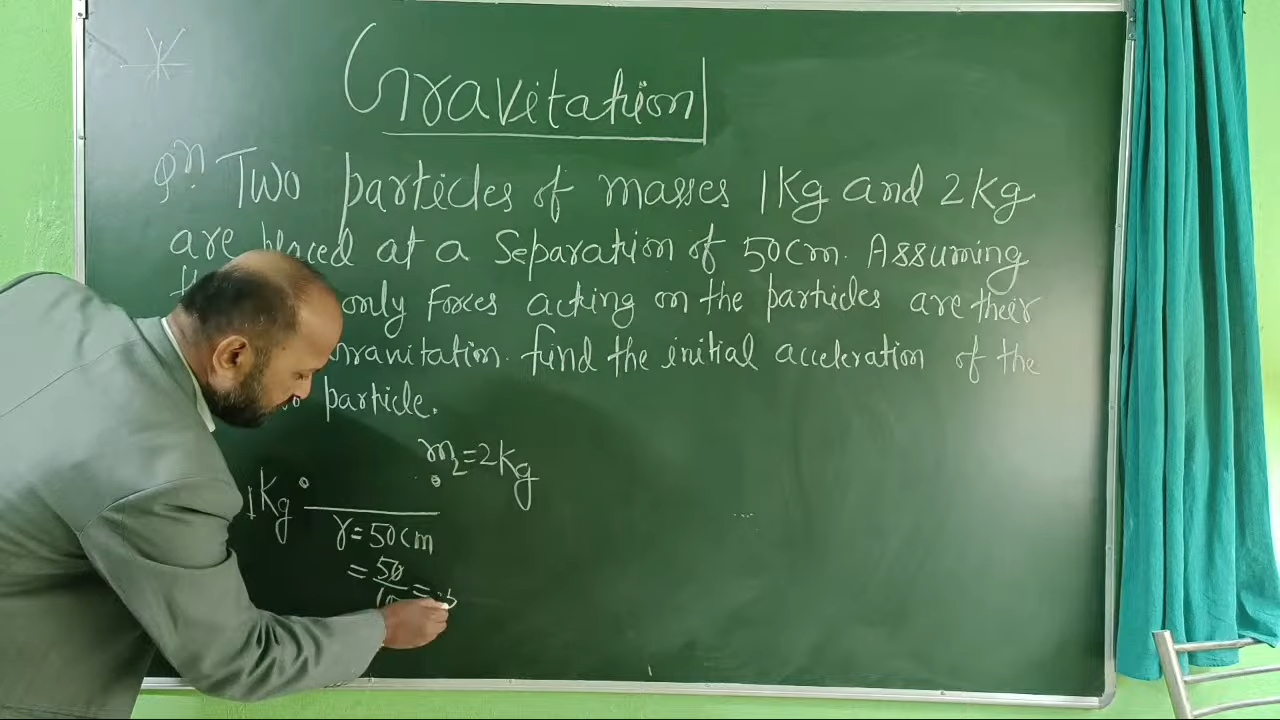 Gravitation
Qn. Two particles of masses 1Kg and 2Kg
are placed at a Separation of 50cm. Assuming
only Forces acting on the particles are their
gravitation. find the initial acceleration of the
particle.
m2=2Kg
1Kg
r=50cm
=50